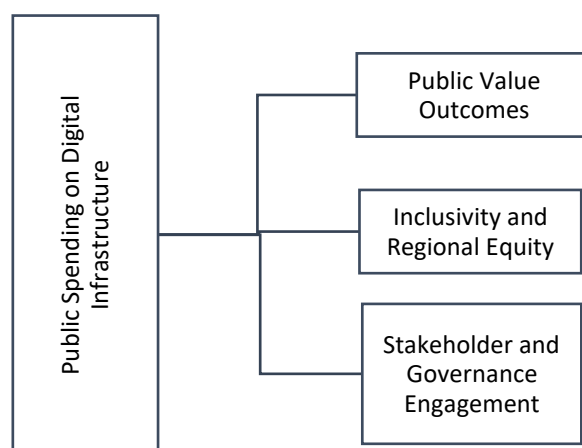 Public Spending on Digital
Infrastructure
Public Value
Outcomes
Inclusivity and
Regional Equity
Stakeholder and
Governance
Engagement